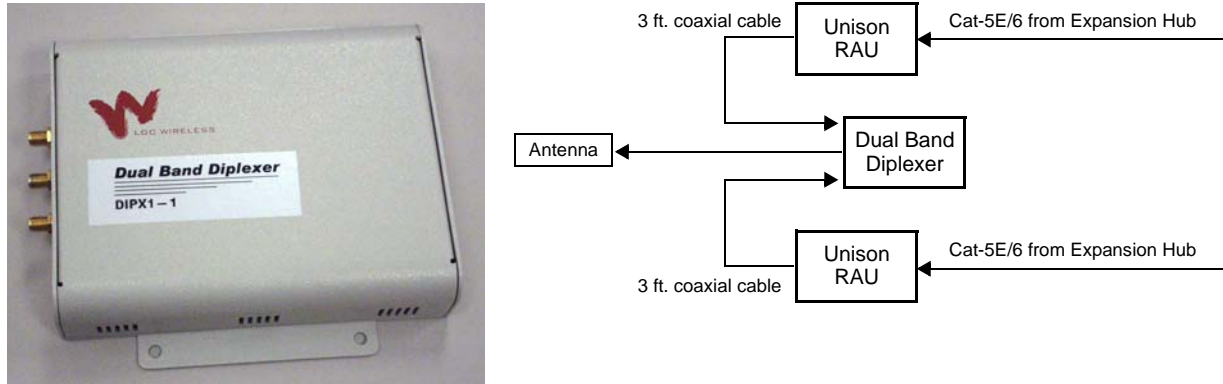 LGC WIRELESS
Dual Band Diplexer
DIPX1–1
3 ft. coaxial cable
Unison
RAU
Cat-5E/6 from Expansion Hub
Antenna
Dual Band
Diplexer
3 ft. coaxial cable
Unison
RAU
Cat-5E/6 from Expansion Hub